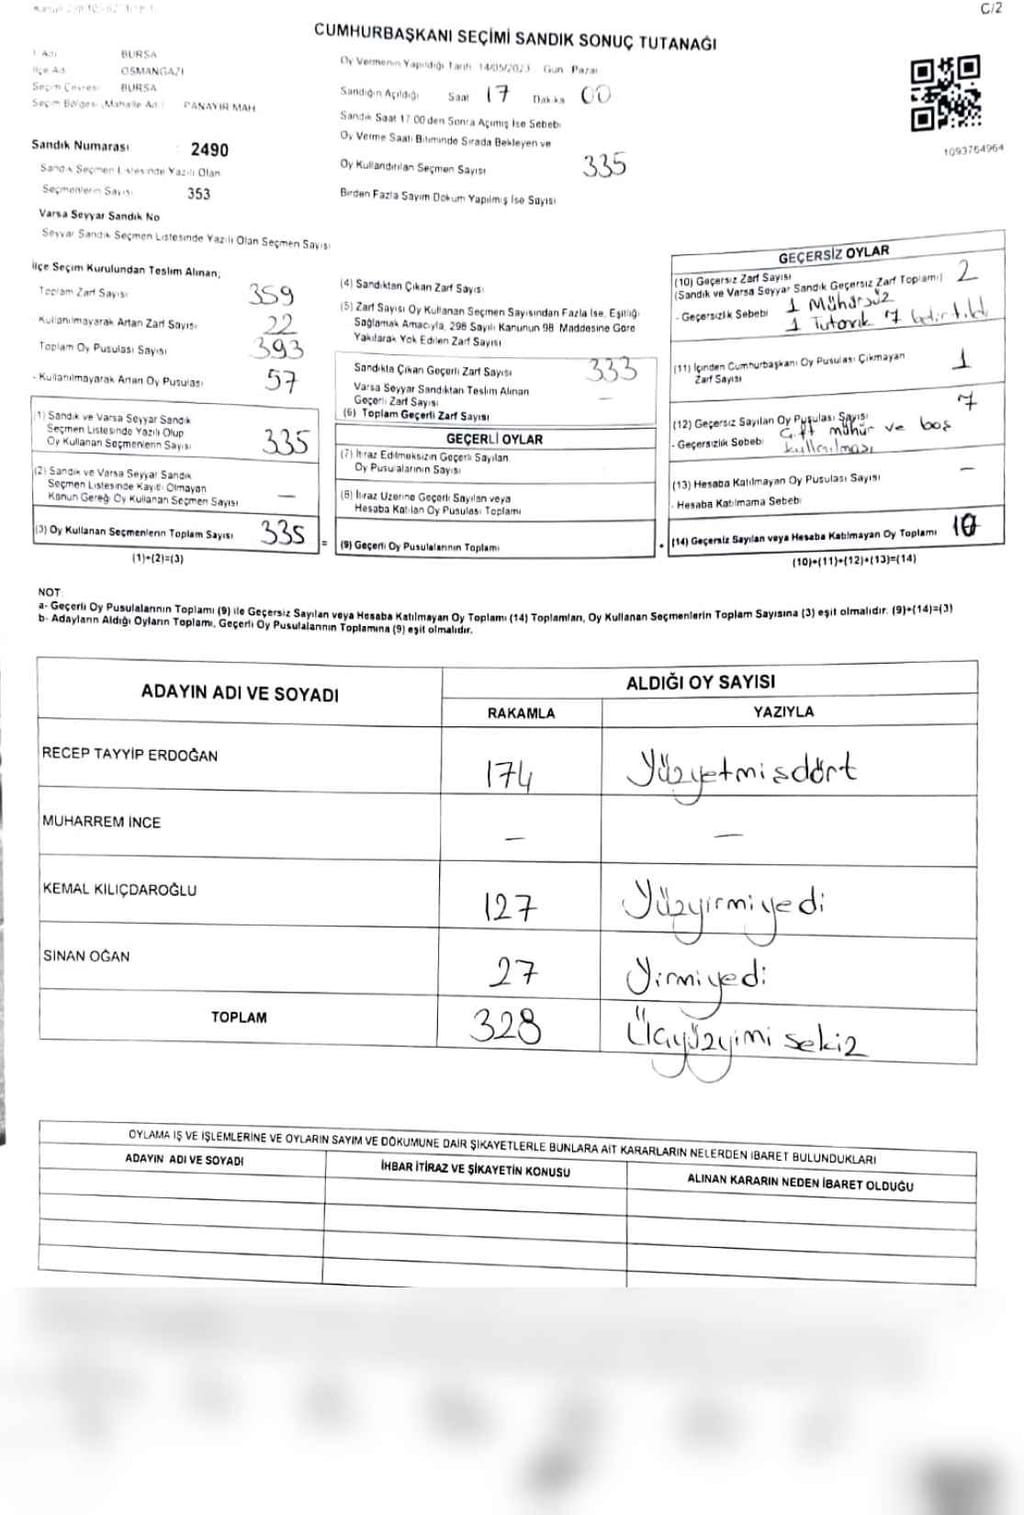 C/2
CUMHURBAŞKANI SEÇİMİ SANDIK SONUÇ TUTANAĞI
İl Adı BURSA
İlçe Adı OSMANGAZİ
Seçim Çevresi BURSA
Seçim Bölgesi (Mahalle Adı) PANAYIR MAH
Sandık Numarası : 2490
Sandık Seçmen Listesinde Yazılı Olan
Seçmenlerin Sayısı 353
Varsa Seyyar Sandık No
Seyyar Sandık Seçmen Listesinde Yazılı Olan Seçmen Sayısı
Oy Vermenin Yapıldığı Tarih 14/05/2023 Gün Pazar
Sandığın Açıldığı Saat 17 Dakika 00
Sandık Saat 17.00 den Sonra Açılmış İse Sebebi
Oy Verme Saati Bitiminde Sırada Bekleyen ve
Oy Kullandırılan Seçmen Sayısı 335
Birden Fazla Sayım Döküm Yapılmış İse Sayısı
1093764964
İlçe Seçim Kurulundan Teslim Alınan;
Toplam Zarf Sayısı 359
Kullanılmayarak Artan Zarf Sayısı 22
Toplam Oy Pusulası Sayısı 393
- Kullanılmayarak Artan Oy Pusulası 57
(1) Sandık ve Varsa Seyyar Sandık
Seçmen Listesinde Yazılı Olup
Oy Kullanan Seçmenlerin Sayısı 335
(2) Sandık ve Varsa Seyyar Sandık
Seçmen Listesinde Kayıtlı Olmayan
Kanun Gereği Oy Kullanan Seçmen Sayısı —
(3) Oy Kullanan Seçmenlerin Toplam Sayısı 335
(1)+(2)=(3)
(4) Sandıktan Çıkan Zarf Sayısı
(5) Zarf Sayısı Oy Kullanan Seçmen Sayısından Fazla İse, Eşitliği
Sağlamak Amacıyla, 298 Sayılı Kanunun 98 Maddesine Göre
Yakılarak Yok Edilen Zarf Sayısı
Sandıkta Çıkan Geçerli Zarf Sayısı 333
Varsa Seyyar Sandıktan Teslim Alınan
Geçerli Zarf Sayısı —
(6) Toplam Geçerli Zarf Sayısı
GEÇERLİ OYLAR
(7) İtiraz Edilmeksizin Geçerli Sayılan
Oy Pusulalarının Sayısı
(8) İtiraz Üzerine Geçerli Sayılan veya
Hesaba Katılan Oy Pusulası Toplamı
= (9) Geçerli Oy Pusulalarının Toplamı
GEÇERSİZ OYLAR
(10) Geçersiz Zarf Sayısı
(Sandık ve Varsa Seyyar Sandık Geçersiz Zarf Toplamı) 2
- Geçersizlik Sebebi 1 Mühürsüz
1 Tutanık
(11) İçinden Cumhurbaşkanı Oy Pusulası Çıkmayan
Zarf Sayısı 1
(12) Geçersiz Sayılan Oy Pusulası Sayısı 7
- Geçersizlik Sebebi Çift mühür ve boş
kullanılması
(13) Hesaba Katılmayan Oy Pusulası Sayısı —
- Hesaba Katmama Sebebi
+ (14) Geçersiz Sayılan veya Hesaba Katılmayan Oy Toplamı 10
(10)+(11)+(12)+(13)=(14)
NOT
a- Geçerli Oy Pusulalarının Toplamı (9) ile Geçersiz Sayılan veya Hesaba Katılmayan Oy Toplamı (14) Toplamları, Oy Kullanan Seçmenlerin Toplam Sayısına (3) eşit olmalıdır. (9)+(14)=(3)
b- Adayların Aldığı Oyların Toplamı, Geçerli Oy Pusulalarının Toplamına (9) eşit olmalıdır.
ADAYIN ADI VE SOYADI ALDIĞI OY SAYISI
RAKAMLA YAZIYLA
RECEP TAYYİP ERDOĞAN 174 Yüzyetmişdört
MUHARREM İNCE — —
KEMAL KILIÇDAROĞLU 127 Yüzyirmiyedi
SİNAN OĞAN 27 Yirmiyedi
TOPLAM 328 Üçyüzyimi sekiz
OYLAMA İŞ VE İŞLEMLERİNE VE OYLARIN SAYIM VE DÖKÜMÜNE DAİR ŞİKAYETLERLE BUNLARA AİT KARARLARIN NELERDEN İBARET BULUNDUKLARI
ADAYIN ADI VE SOYADI İHBAR İTİRAZ VE ŞİKAYETİN KONUSU ALINAN KARARIN NEDEN İBARET OLDUĞU